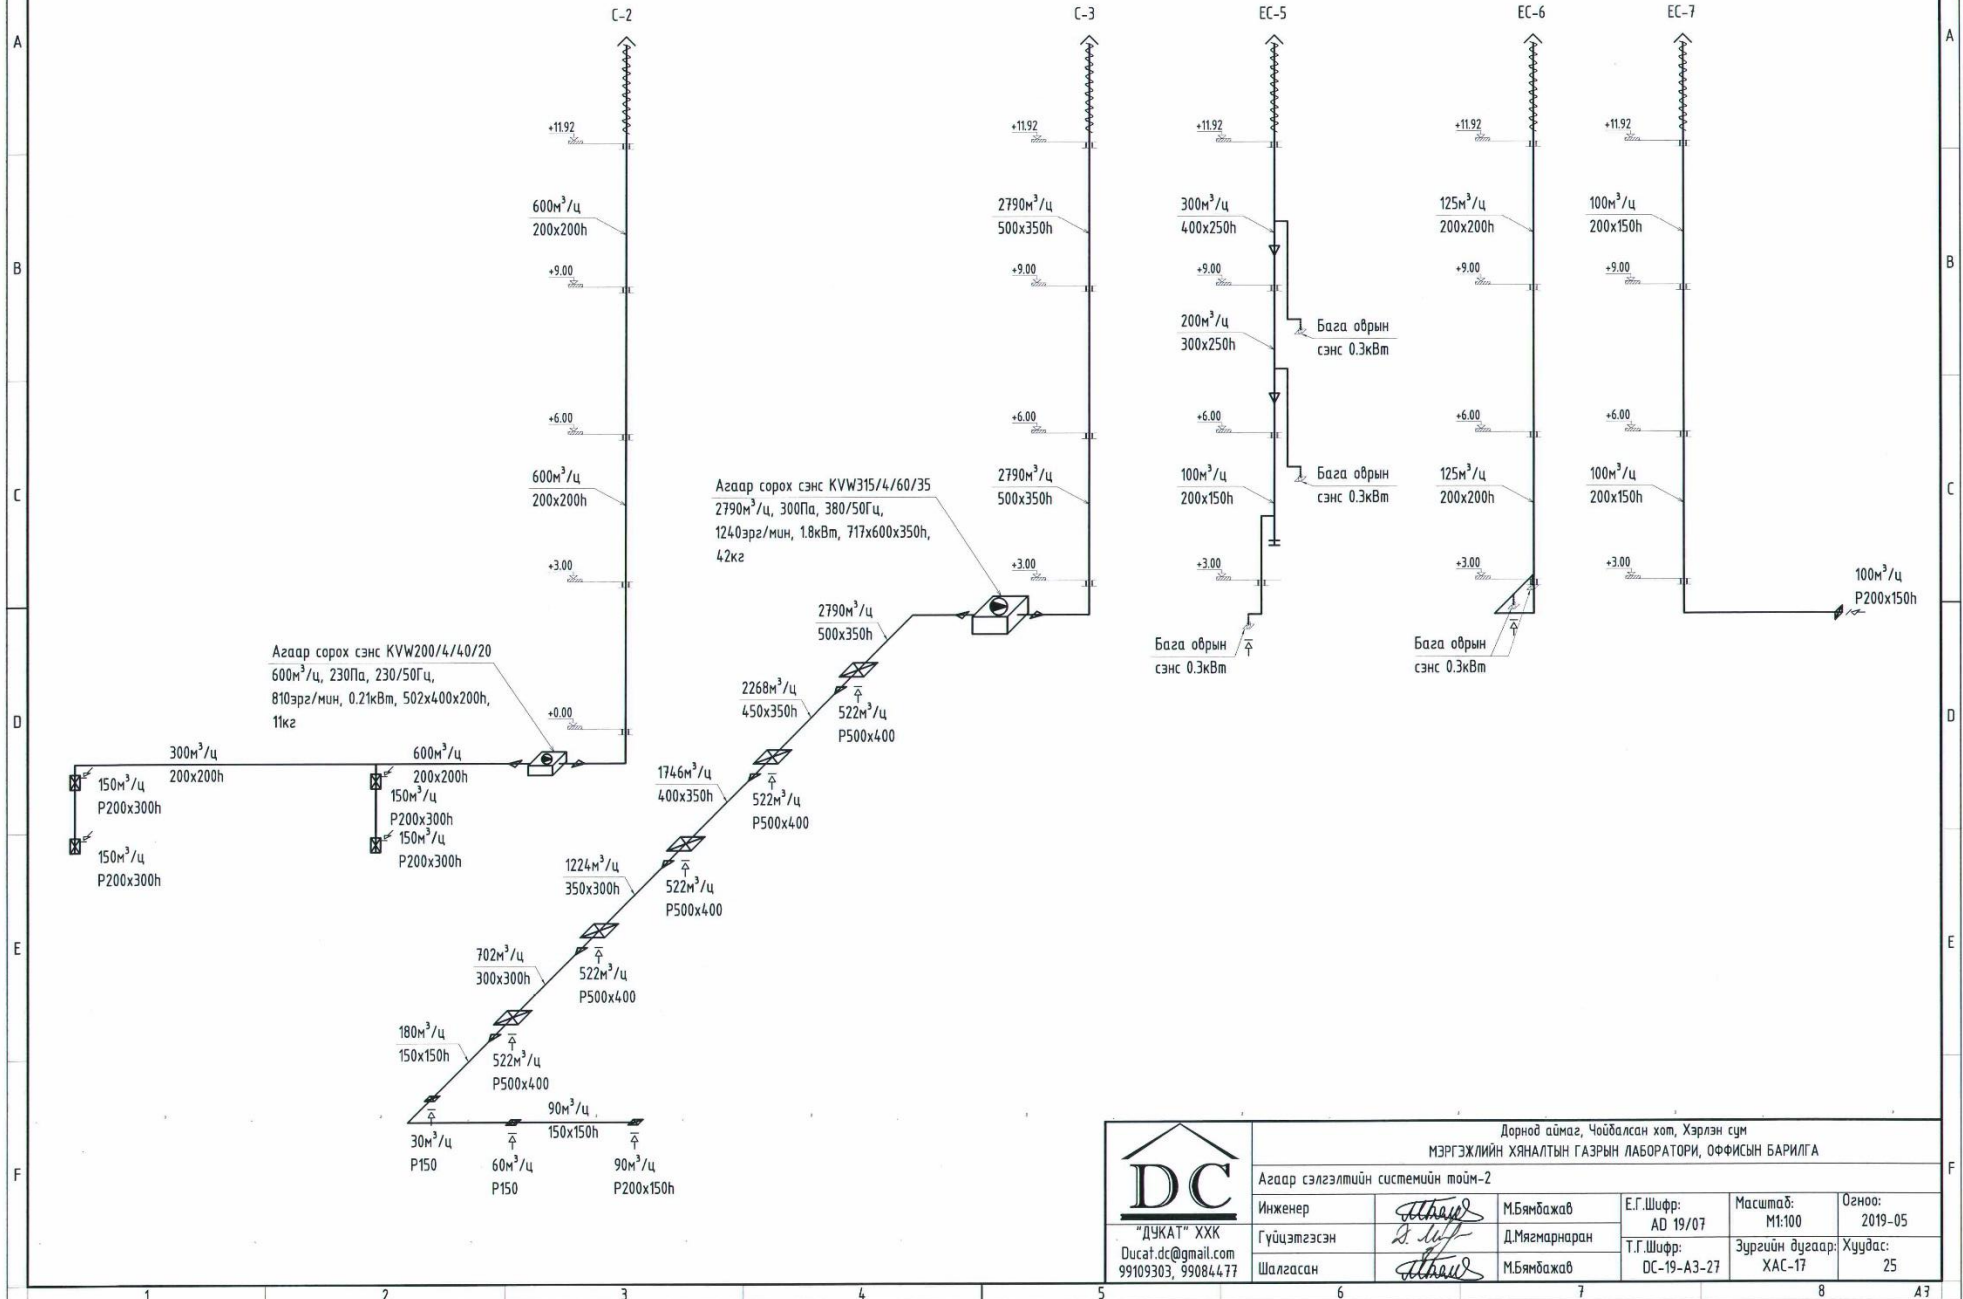 C-2
C-3
EC-5
EC-6
EC-7
A
A
+11.92
+11.92
+11.92
+11.92
+11.92
600м³/ц
200x200h
2790м³/ц
500x350h
300м³/ц
400x250h
125м³/ц
200x200h
100м³/ц
200x150h
B
B
+9.00
+9.00
+9.00
+9.00
+9.00
200м³/ц
300x250h
Бага оврын
сэнс 0.3кВт
+6.00
+6.00
+6.00
+6.00
+6.00
C
C
600м³/ц
200x200h
Агаар сорох сэнс KVW315/4/60/35
2790м³/ц, 300Па, 380/50Гц,
1240эрг/мин, 1.8кВт, 717x600x350h,
42кг
2790м³/ц
500x350h
100м³/ц
200x150h
Бага оврын
сэнс 0.3кВт
125м³/ц
200x200h
100м³/ц
200x150h
+3.00
+3.00
+3.00
+3.00
+3.00
100м³/ц
P200x150h
2790м³/ц
500x350h
Бага оврын
сэнс 0.3кВт
Бага оврын
сэнс 0.3кВт
Агаар сорох сэнс KVW200/4/40/20
600м³/ц, 230Па, 230/50Гц,
810эрг/мин, 0.21кВт, 502x400x200h,
11кг
+0.00
D
D
2268м³/ц
450x350h
522м³/ц
P500x400
300м³/ц
200x200h
600м³/ц
200x200h
150м³/ц
P200x300h
150м³/ц
P200x300h
150м³/ц
P200x300h
150м³/ц
P200x300h
1746м³/ц
400x350h
522м³/ц
P500x400
1224м³/ц
350x300h
522м³/ц
P500x400
E
E
702м³/ц
300x300h
522м³/ц
P500x400
180м³/ц
150x150h
522м³/ц
P500x400
90м³/ц
150x150h
30м³/ц
P150
60м³/ц
P150
90м³/ц
P200x150h
F
F
DC
"ДУКАТ" ХХК
Ducat.dc@gmail.com
99109303, 99084477
Дорнод аймаг, Чойбалсан хот, Хэрлэн сум
МЭРГЭЖЛИЙН ХЯНАЛТЫН ГАЗРЫН ЛАБОРАТОРИ, ОФФИСЫН БАРИЛГА
Агаар сэлгэлтийн системийн тойм-2
Инженер
М.Бямбажав
Гүйцэтгэсэн
Д.Мягмарнаран
Шалгасан
М.Бямбажав
Е.Г.Шифр:
AD 19/07
Масштаб:
М1:100
Огноо:
2019-05
Т.Г.Шифр:
DC-19-A3-27
Зургийн дугаар:
ХАС-17
Хуудас:
25
1
2
3
4
5
6
7
8
A3